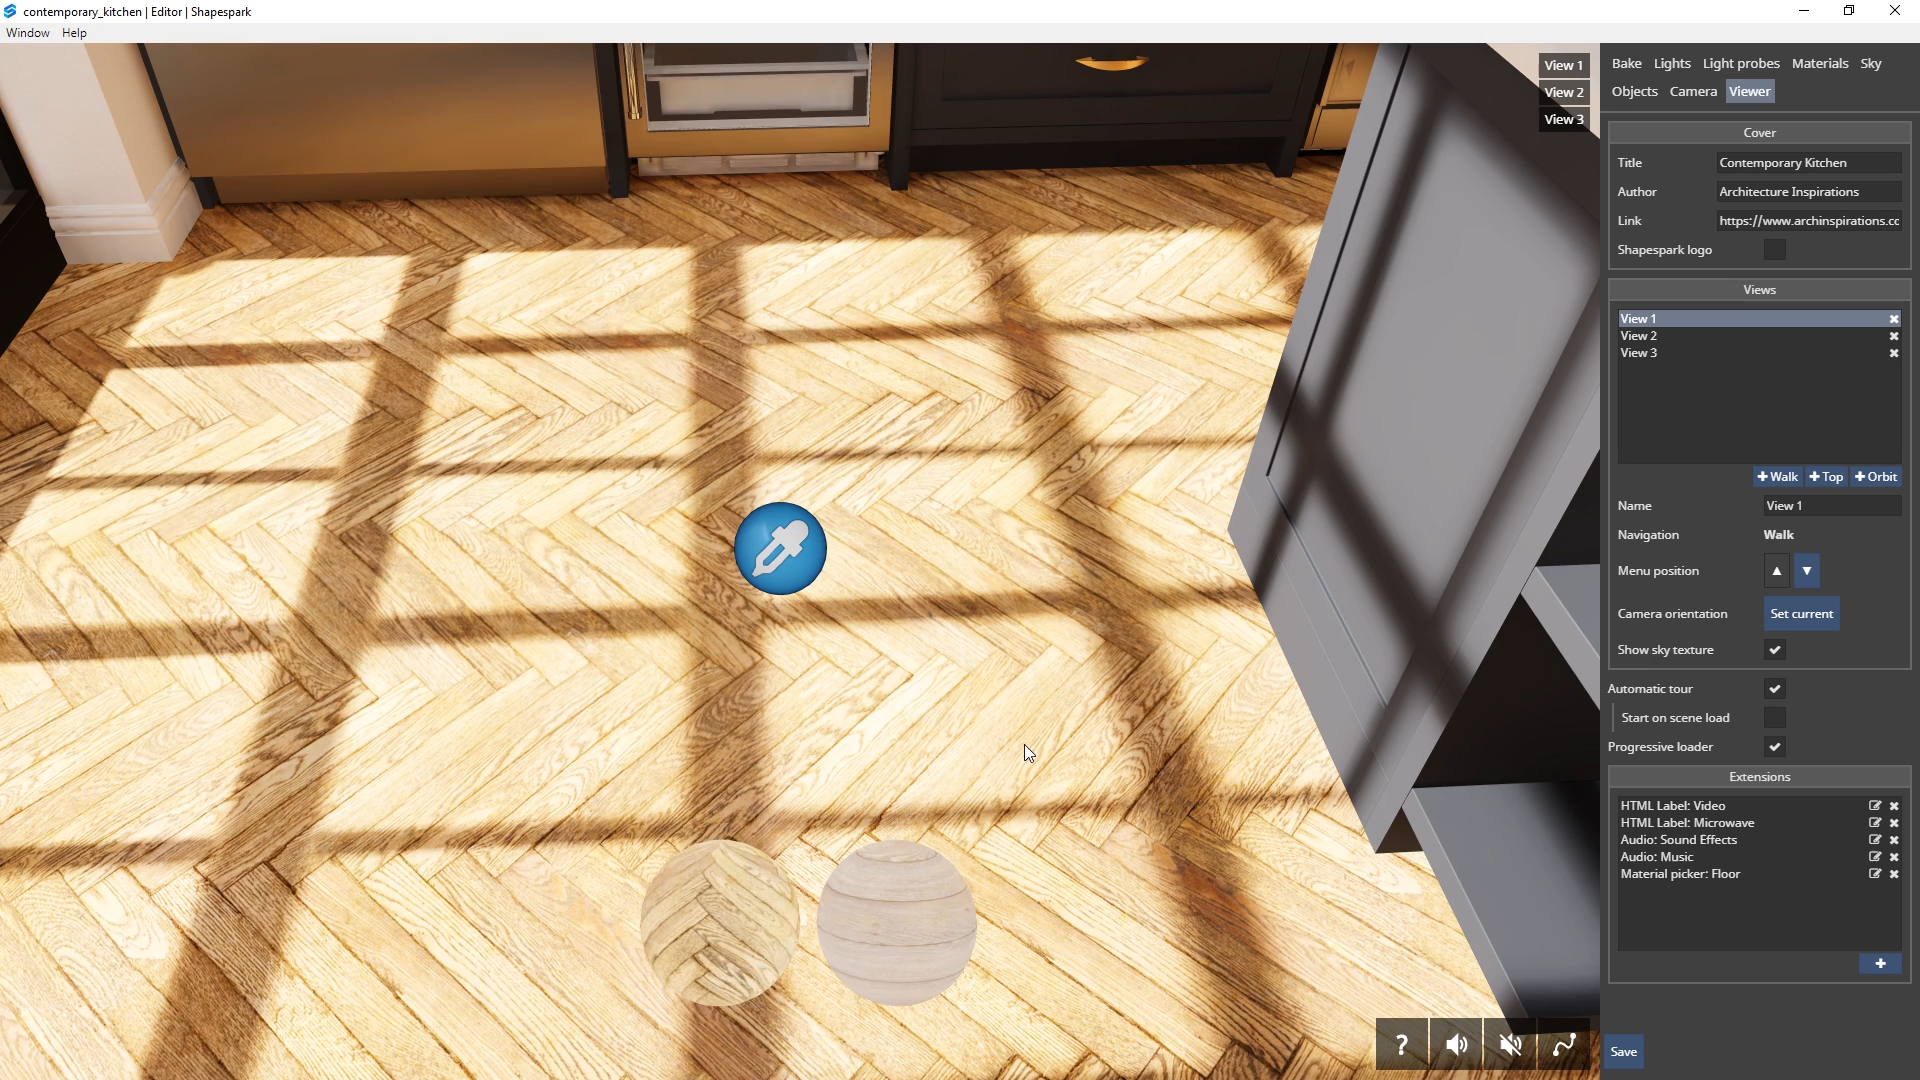 contemporary_kitchen | Editor | Shapespark
Window Help
View 1
View 2
View 3
Bake Lights Light probes Materials Sky
Objects Camera Viewer
Cover
Title Contemporary Kitchen
Author Architecture Inspirations
Link https://www.archinspirations.cc
Shapespark logo
Views
View 1
View 2
View 3
+ Walk + Top + Orbit
Name View 1
Navigation Walk
Menu position
Camera orientation Set current
Show sky texture
Automatic tour
Start on scene load
Progressive loader
Extensions
HTML Label: Video
HTML Label: Microwave
Audio: Sound Effects
Audio: Music
Material picker: Floor
+
?
Save